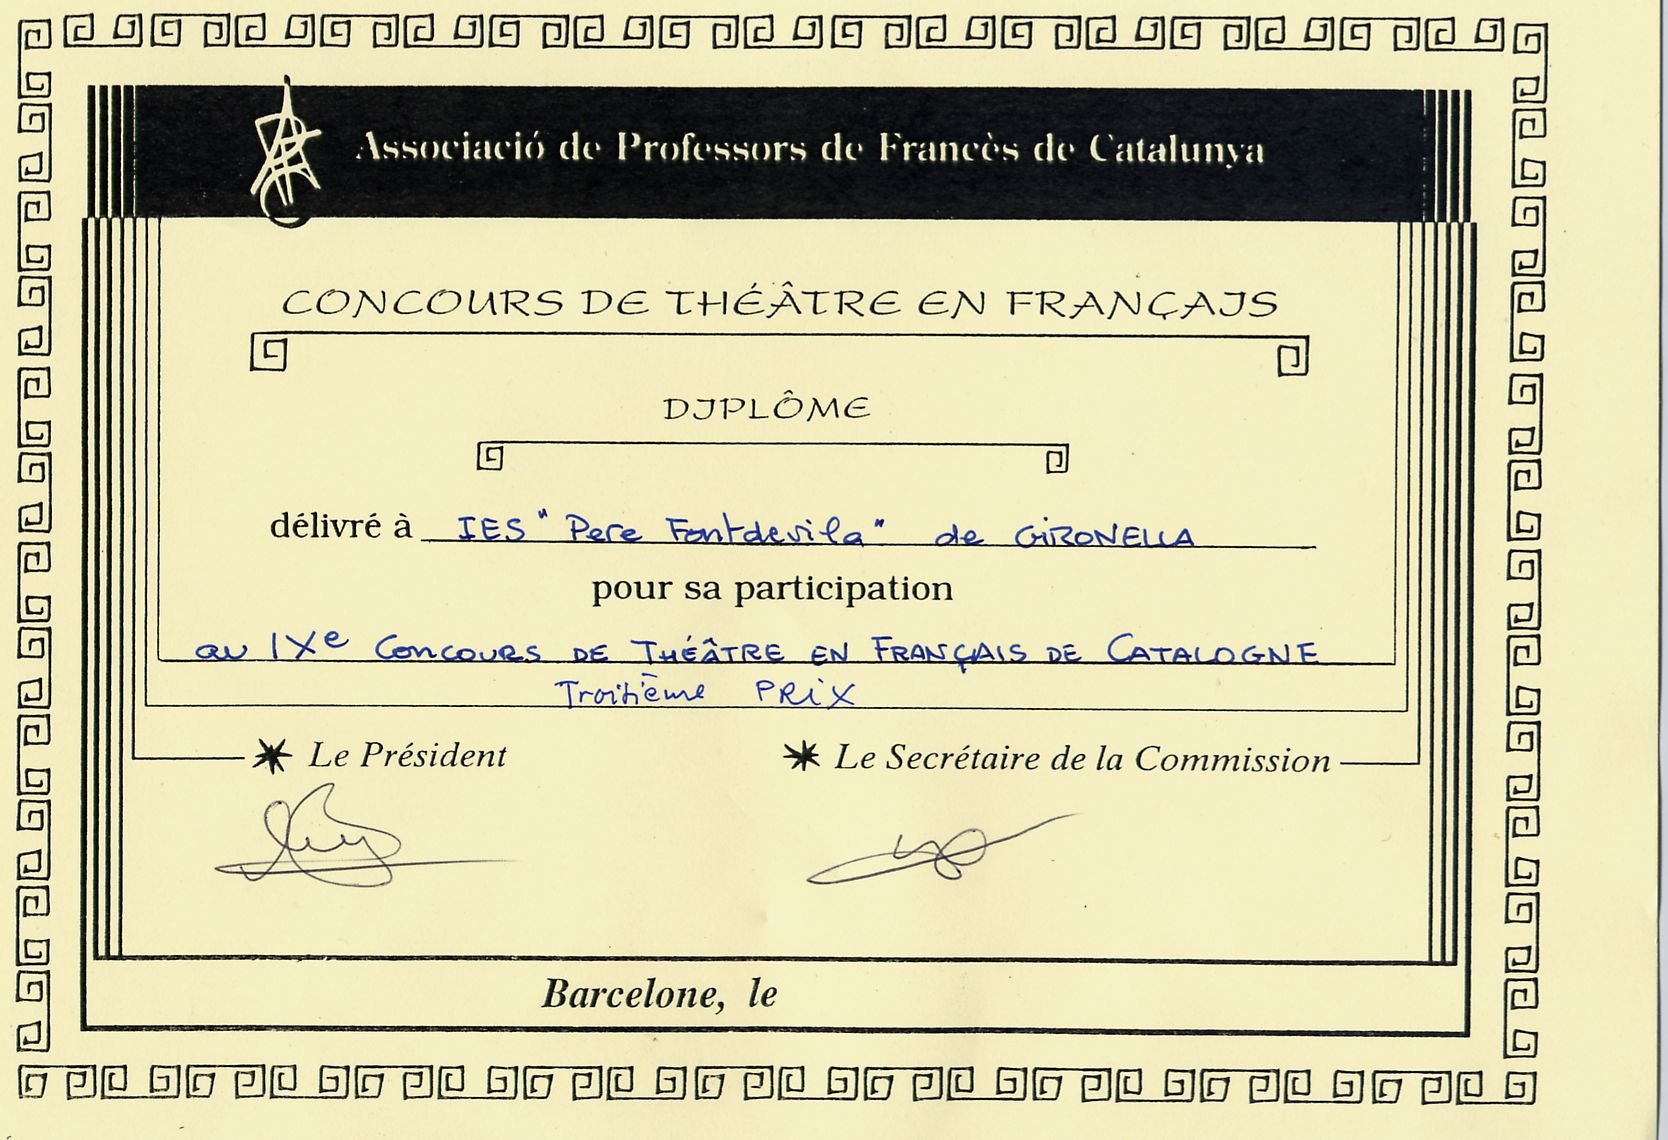 Associació de Professors de Francès de Catalunya
CONCOURS DE THÉÂTRE EN FRANÇAIS
DIPLÔME
délivré à IES "Pere Fontdevila" de GIRONELLA
pour sa participation
au IXe CONCOURS DE THÉÂTRE EN FRANÇAIS DE CATALOGNE
Troisième PRIX
Le Président
Le Secrétaire de la Commission
Barcelone, le